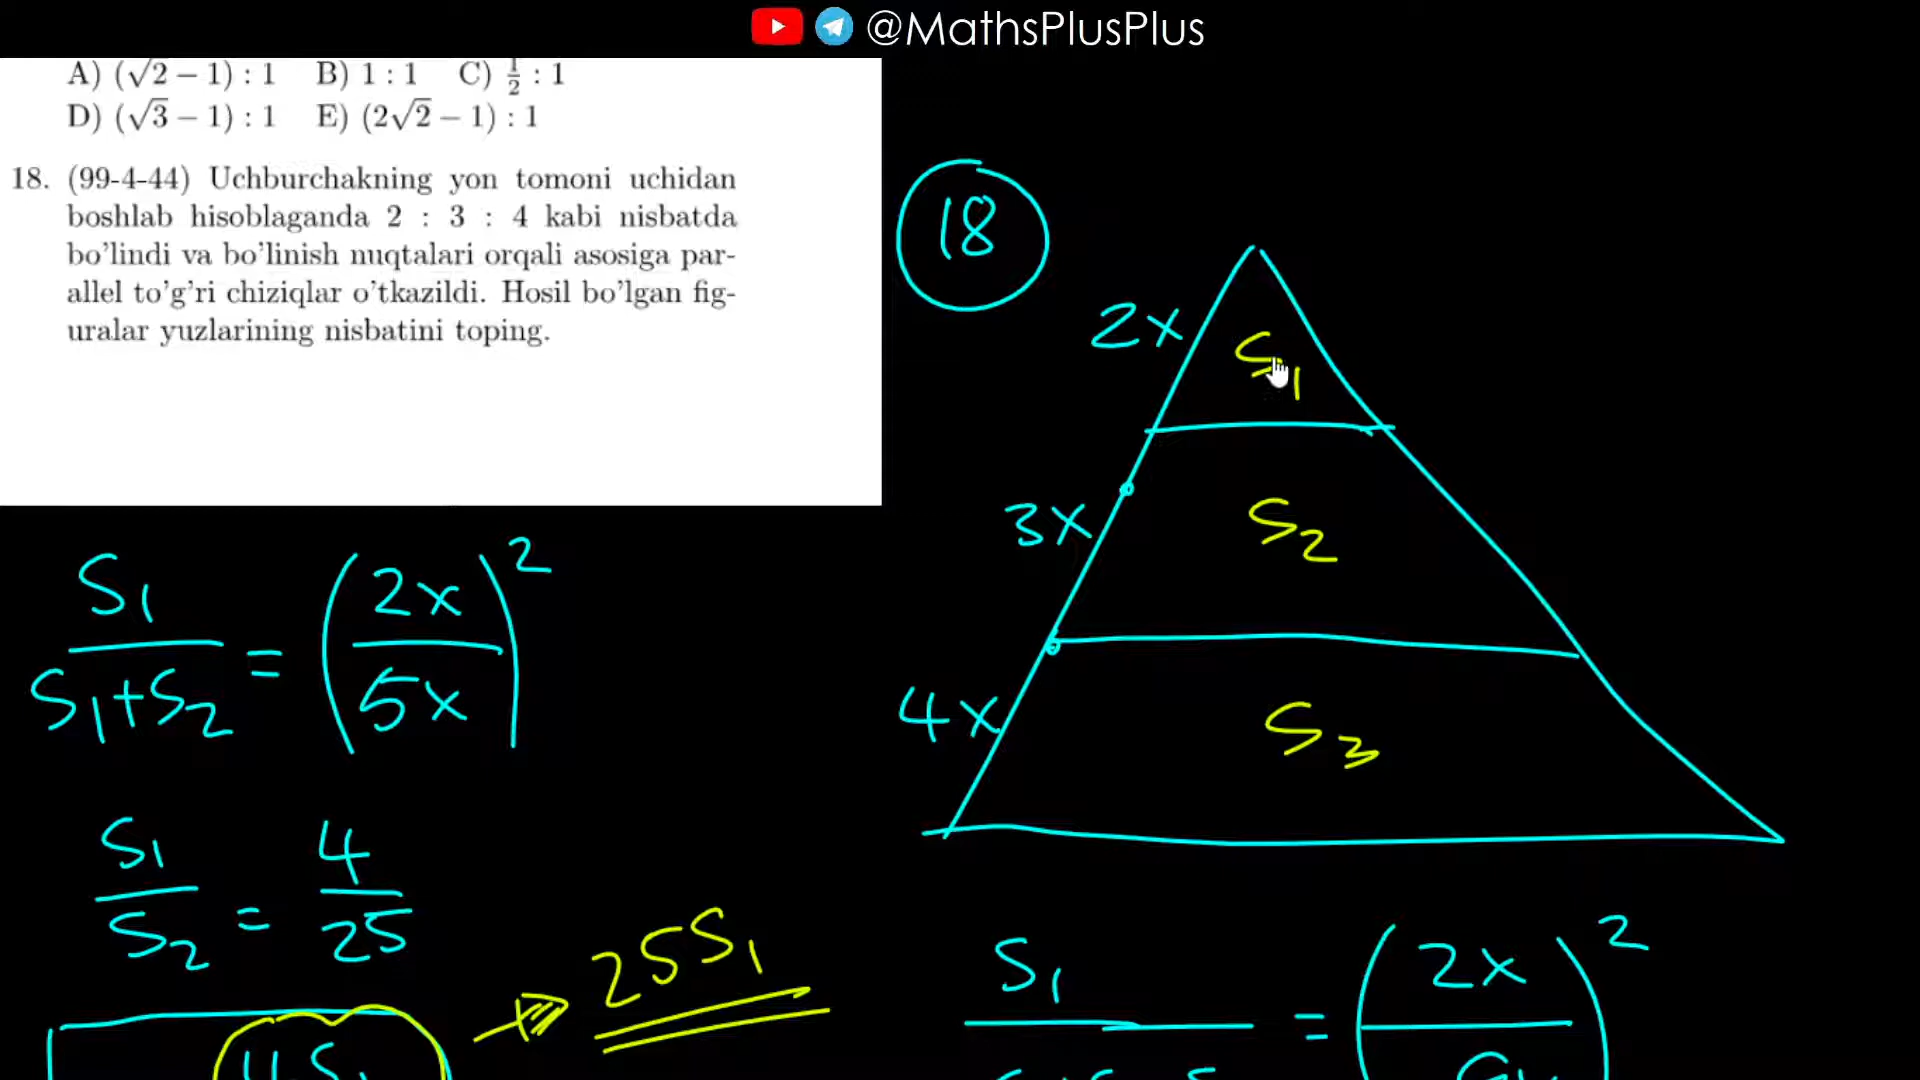 @MathsPlusPlus
A) (√2 – 1) : 1 B) 1 : 1 C) 1/2 : 1
D) (√3 – 1) : 1 E) (2√2 – 1) : 1
18. (99-4-44) Uchburchakning yon tomoni uchidan
boshlab hisoblaganda 2 : 3 : 4 kabi nisbatda
bo'lindi va bo'linish nuqtalari orqali asosiga par-
allel to'g'ri chiziqlar o'tkazildi. Hosil bo'lgan fig-
uralar yuzlarining nisbatini toping.
18
2x
S1
3x
S2
4x
S3
S1/(S1+S2) = (2x/5x)^2
S1/S2 = 4/25
25S1
S1
= (2x
)^2